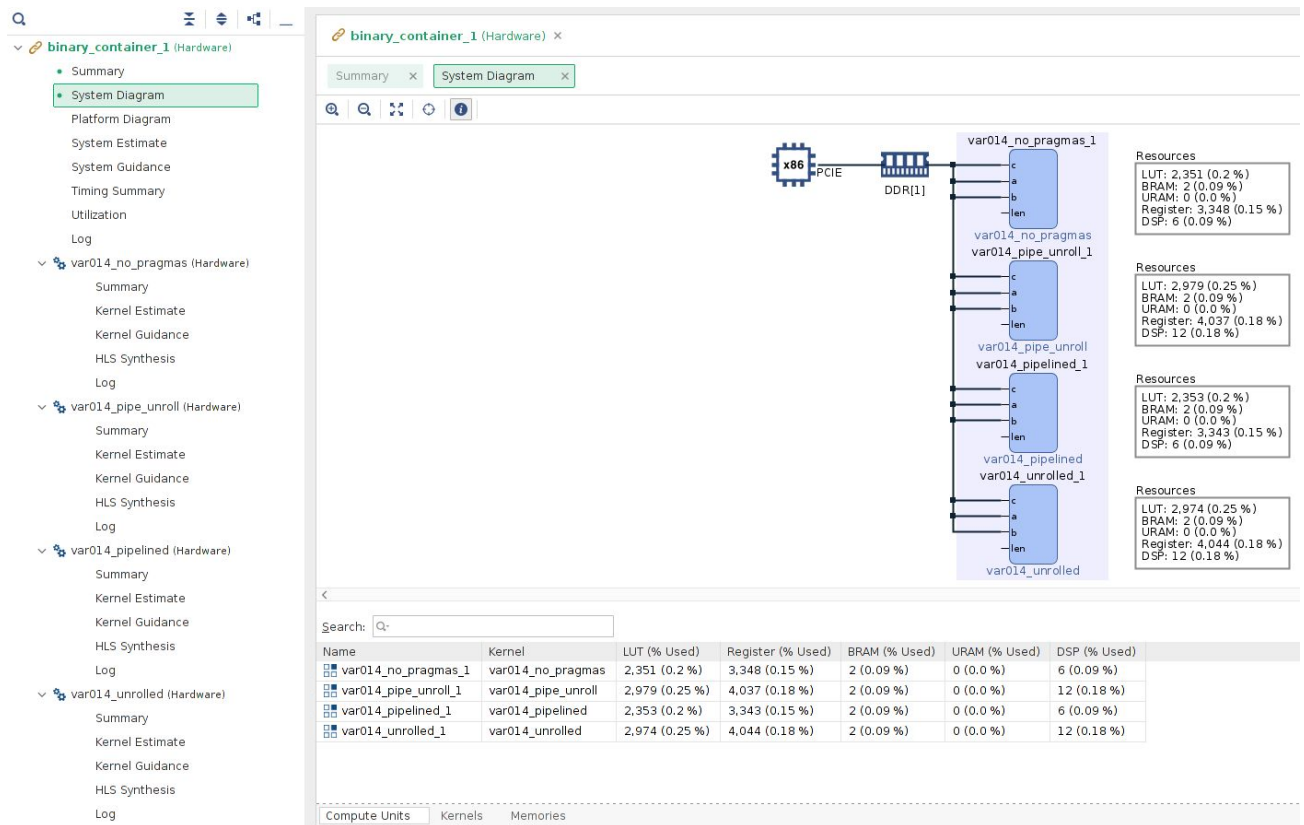 binary_container_1 (Hardware)
Summary
System Diagram
Platform Diagram
System Estimate
System Guidance
Timing Summary
Utilization
Log
var014_no_pragmas (Hardware)
Summary
Kernel Estimate
Kernel Guidance
HLS Synthesis
Log
var014_pipe_unroll (Hardware)
Summary
Kernel Estimate
Kernel Guidance
HLS Synthesis
Log
var014_pipelined (Hardware)
Summary
Kernel Estimate
Kernel Guidance
HLS Synthesis
Log
var014_unrolled (Hardware)
Summary
Kernel Estimate
Kernel Guidance
HLS Synthesis
Log
binary_container_1 (Hardware) ×
Summary × System Diagram ×
x86
PCIE
DDR[1]
var014_no_pragmas_1
c
a
b
len
var014_no_pragmas
Resources
LUT: 2,351 (0.2 %)
BRAM: 2 (0.09 %)
URAM: 0 (0.0 %)
Register: 3,348 (0.15 %)
DSP: 6 (0.09 %)
var014_pipe_unroll_1
c
a
b
len
var014_pipe_unroll
Resources
LUT: 2,979 (0.25 %)
BRAM: 2 (0.09 %)
URAM: 0 (0.0 %)
Register: 4,037 (0.18 %)
DSP: 12 (0.18 %)
var014_pipelined_1
c
a
b
len
var014_pipelined
Resources
LUT: 2,353 (0.2 %)
BRAM: 2 (0.09 %)
URAM: 0 (0.0 %)
Register: 3,343 (0.15 %)
DSP: 6 (0.09 %)
var014_unrolled_1
c
a
b
len
var014_unrolled
Resources
LUT: 2,974 (0.25 %)
BRAM: 2 (0.09 %)
URAM: 0 (0.0 %)
Register: 4,044 (0.18 %)
DSP: 12 (0.18 %)
Search:
Name Kernel LUT (% Used) Register (% Used) BRAM (% Used) URAM (% Used) DSP (% Used)
var014_no_pragmas_1 var014_no_pragmas 2,351 (0.2 %) 3,348 (0.15 %) 2 (0.09 %) 0 (0.0 %) 6 (0.09 %)
var014_pipe_unroll_1 var014_pipe_unroll 2,979 (0.25 %) 4,037 (0.18 %) 2 (0.09 %) 0 (0.0 %) 12 (0.18 %)
var014_pipelined_1 var014_pipelined 2,353 (0.2 %) 3,343 (0.15 %) 2 (0.09 %) 0 (0.0 %) 6 (0.09 %)
var014_unrolled_1 var014_unrolled 2,974 (0.25 %) 4,044 (0.18 %) 2 (0.09 %) 0 (0.0 %) 12 (0.18 %)
Compute Units Kernels Memories